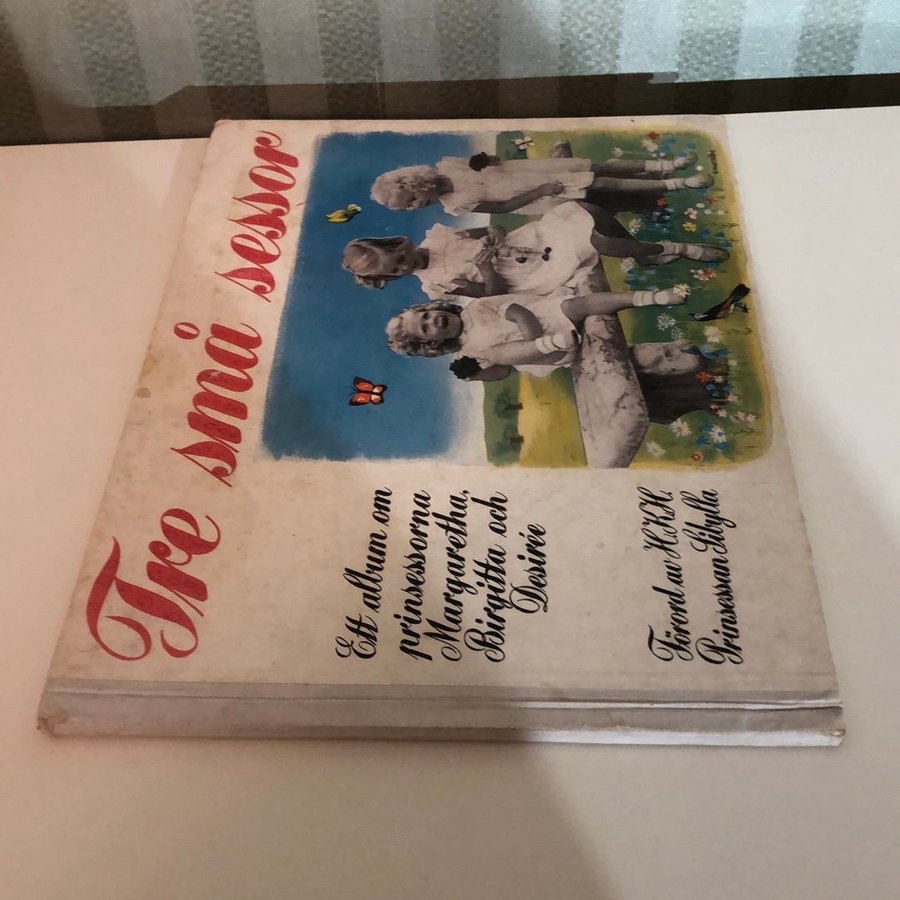 Tre små sessor
Ett album om
prinsessorna
Margaretha,
Birgitta och
Desirée
Förord av H.K.H.
Prinsessan Sibylla